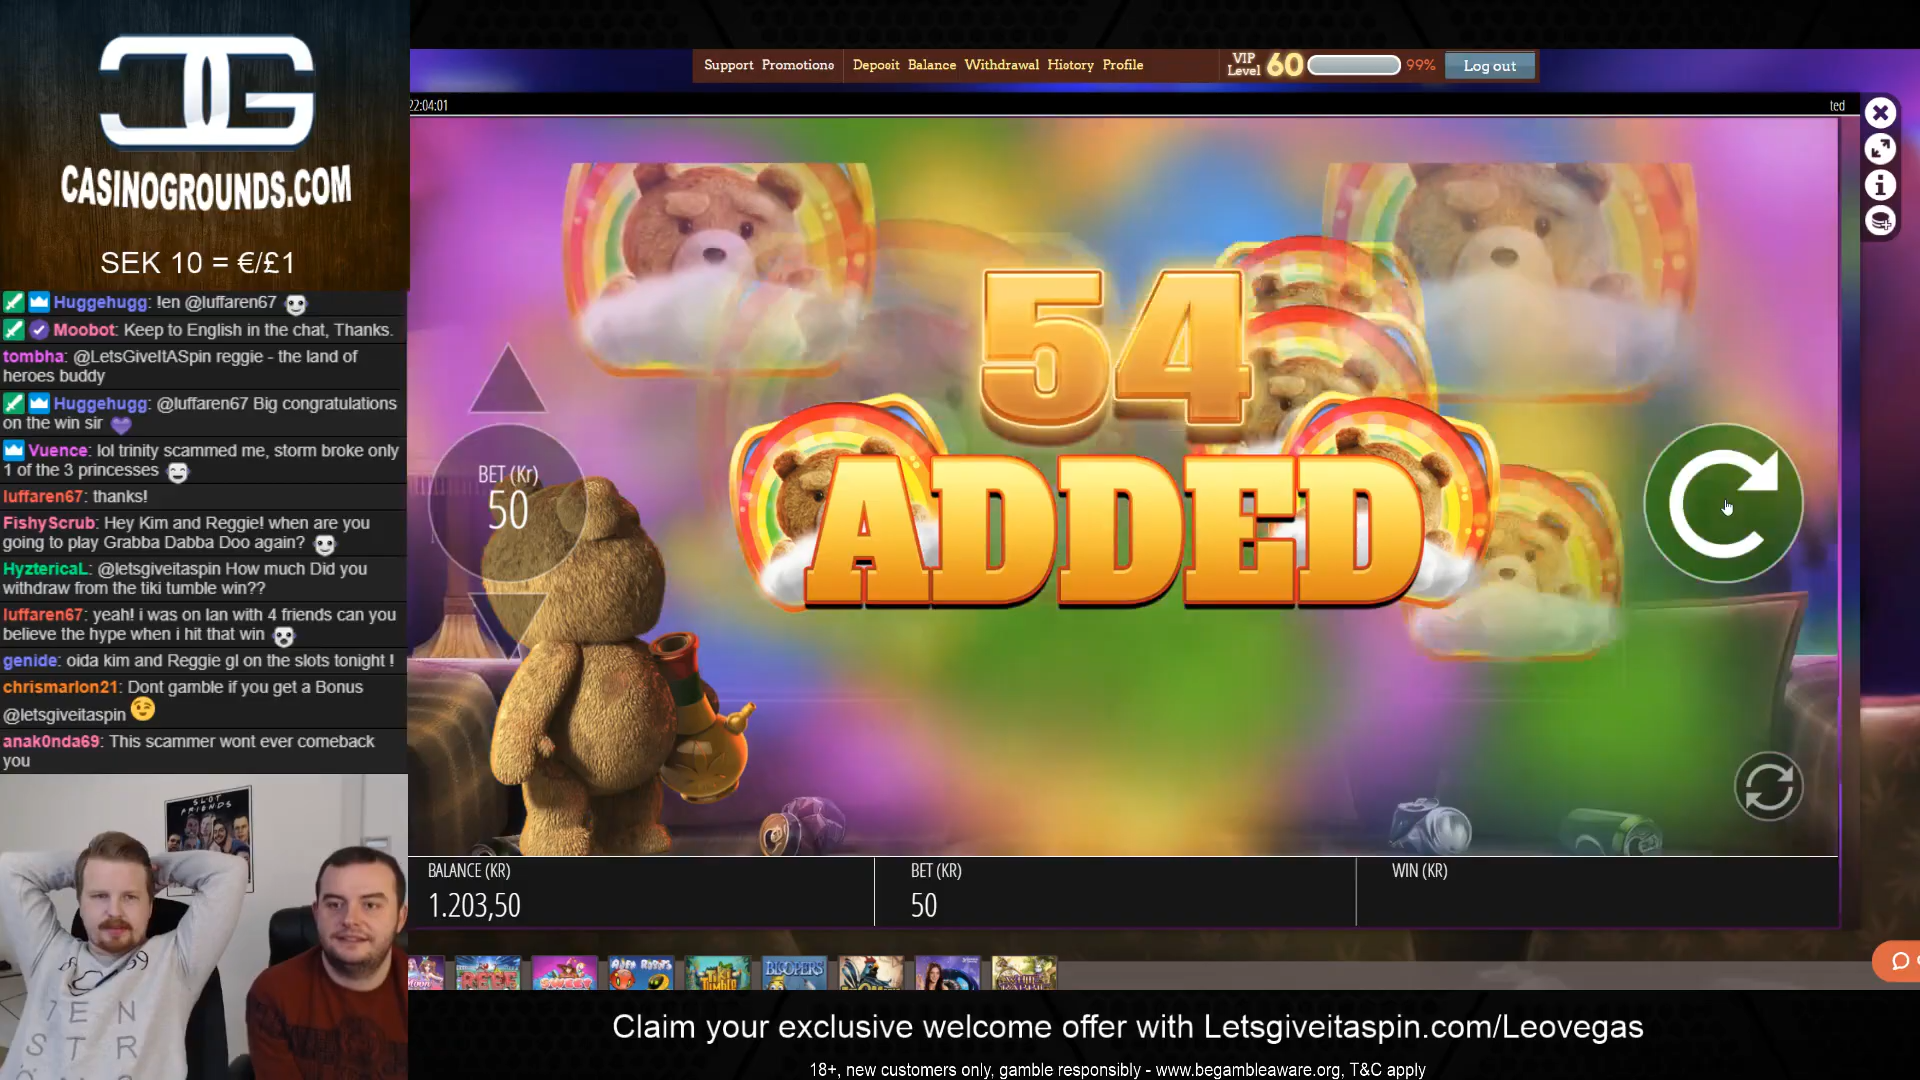 CG
CASINOGROUNDS.COM
SEK 10 = €/£1
Huggehugg: !en @luffaren67
Moobot: Keep to English in the chat, Thanks.
tombha: @LetsGiveItASpin reggie - the land of
heroes buddy
Huggehugg: @luffaren67 Big congratulations
on the win sir
Vuence: lol trinity scammed me, storm broke only
1 of the 3 princesses
luffaren67: thanks!
FishyScrub: Hey Kim and Reggie! when are you
going to play Grabba Dabba Doo again?
HyztericaL: @letsgiveitaspin How much Did you
withdraw from the tiki tumble win??
luffaren67: yeah! i was on lan with 4 friends can you
believe the hype when i hit that win
genide: oida kim and Reggie gl on the slots tonight !
chrismarlon21: Dont gamble if you get a Bonus
@letsgiveitaspin
anak0nda69: This scammer wont ever comeback
you
SLOT
FRIENDS
Support Promotions Deposit Balance Withdrawal History Profile
VIP
Level 60 99% Log out
22:04:01
ted
54
ADDED
BET (Kr)
50
BALANCE (KR)
1.203,50
BET (KR)
50
WIN (KR)
TIKI
TUMBLE
BLOOPERS
Claim your exclusive welcome offer with Letsgiveitaspin.com/Leovegas
18+, new customers only, gamble responsibly - www.begambleaware.org, T&C apply